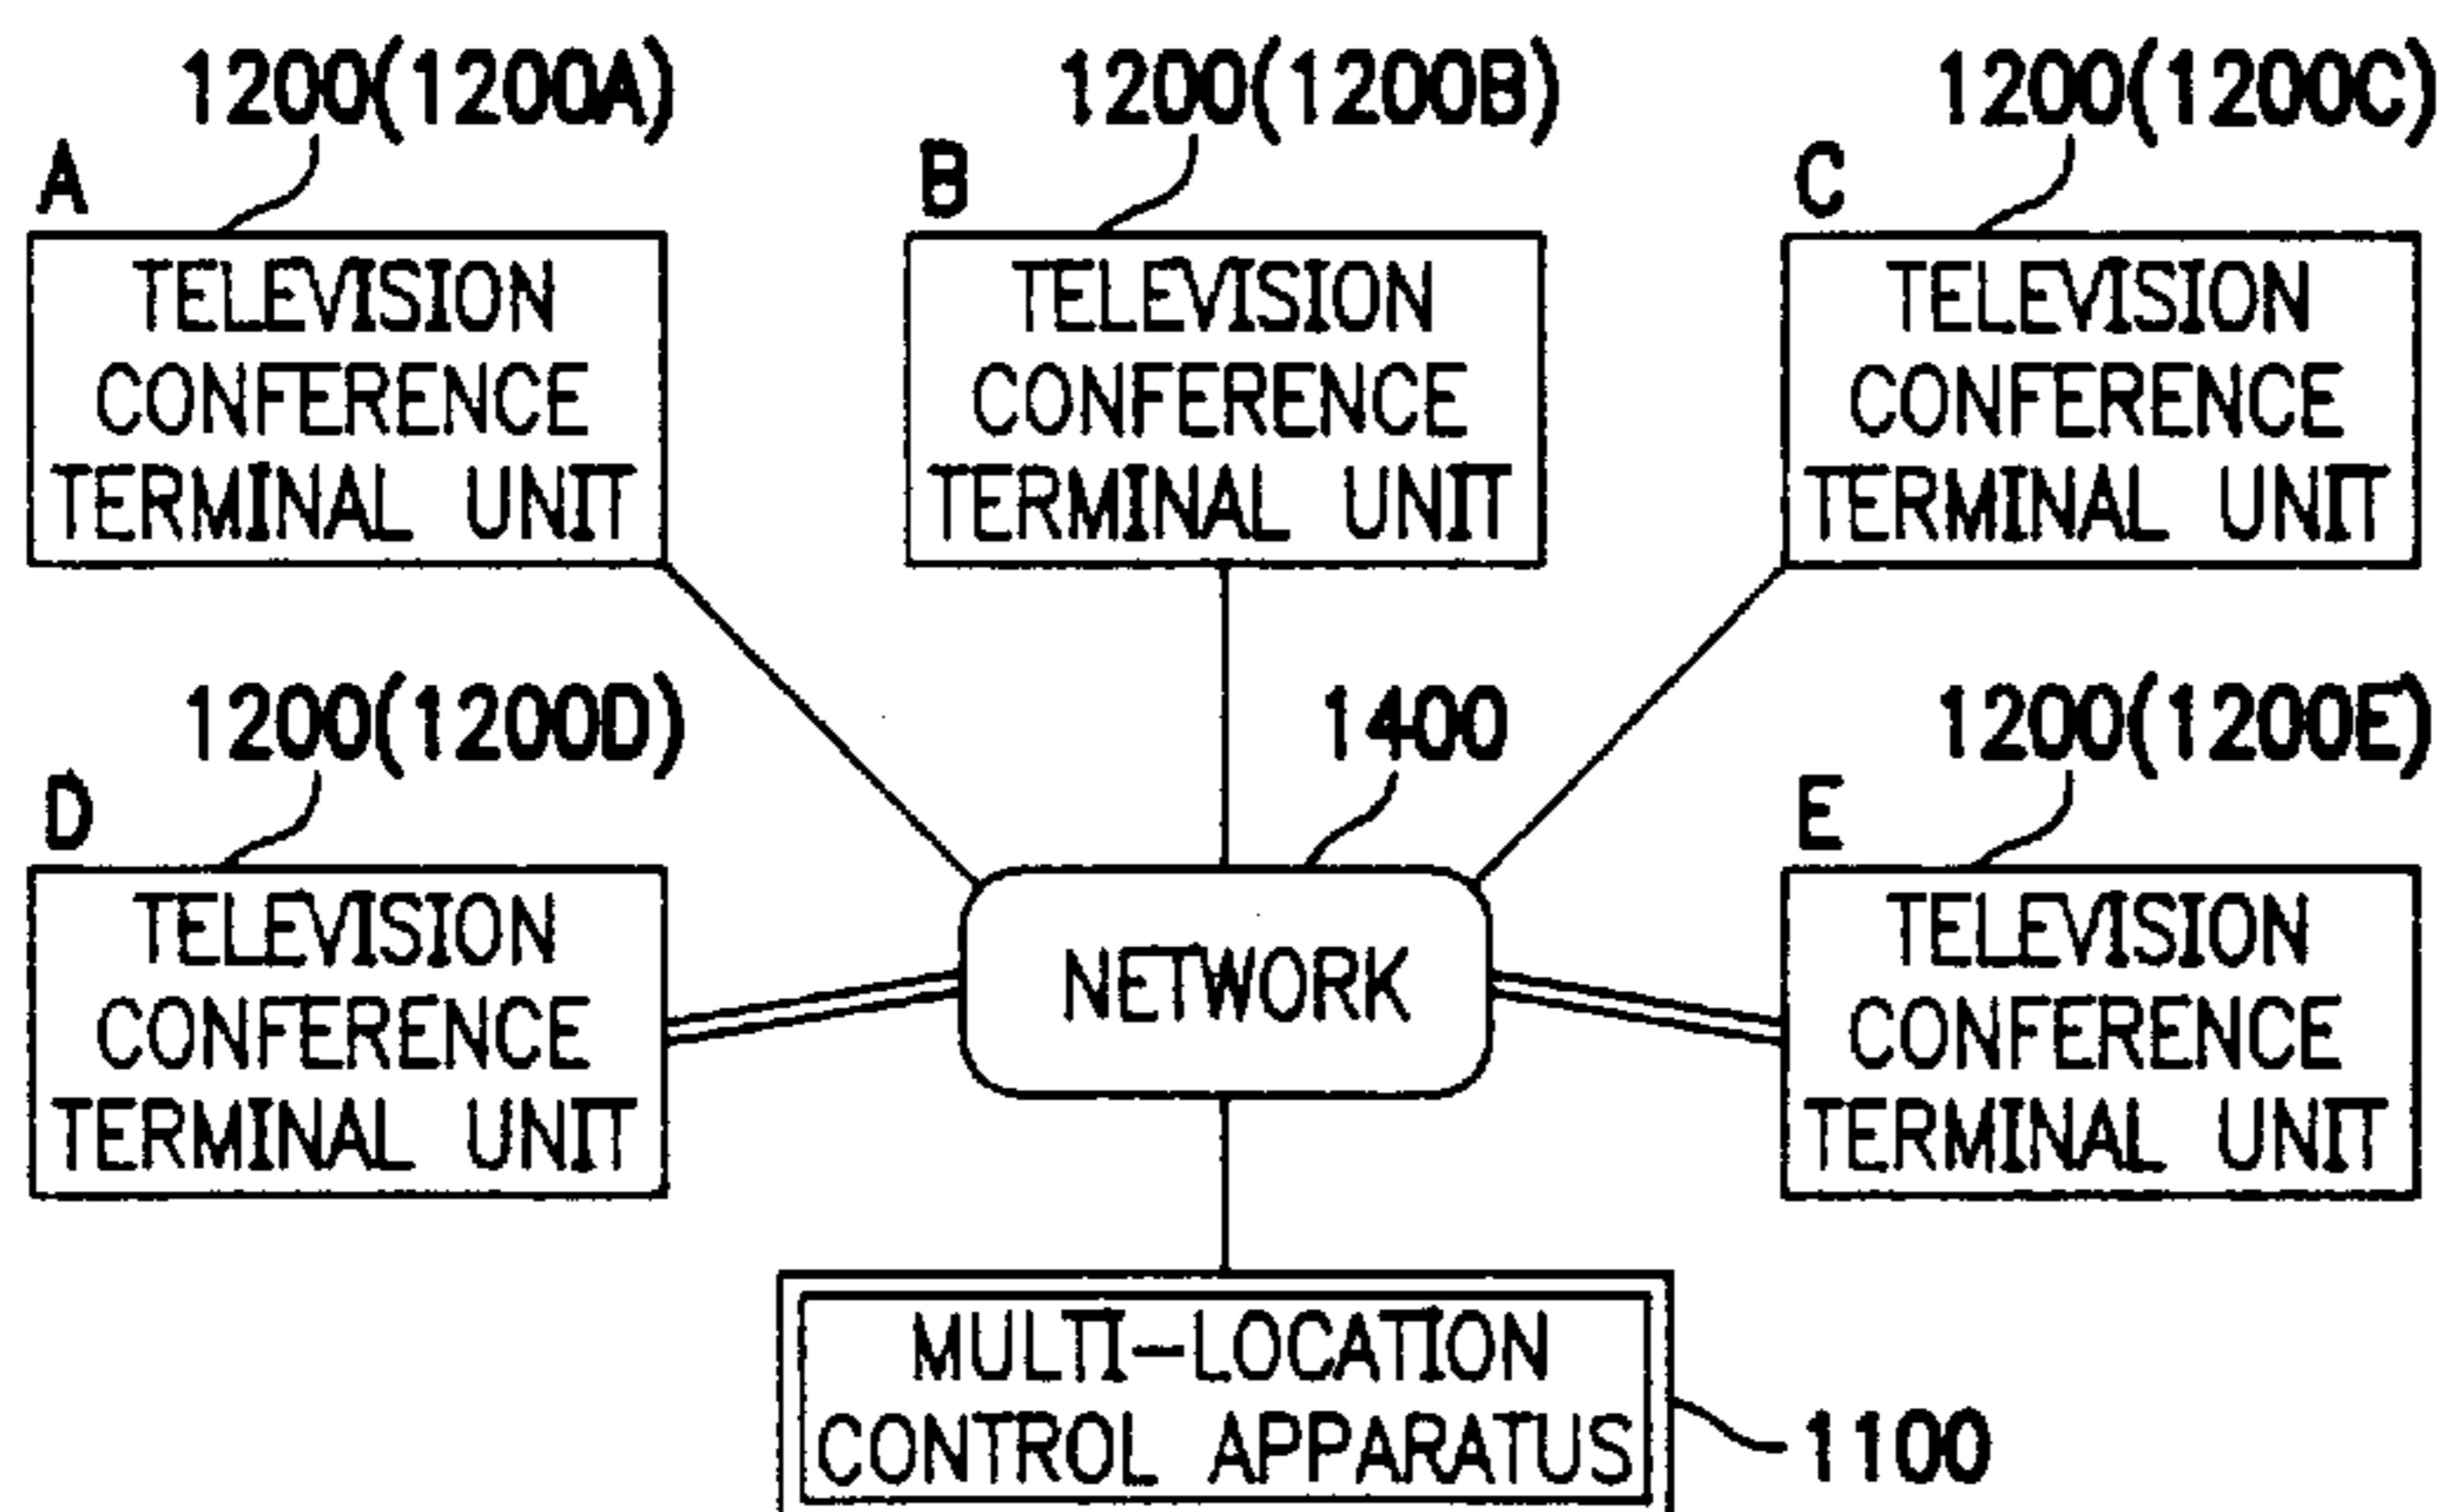 1200(1200A)
1200(1200B)
1200(1200C)
A
B
C
TELEVISION
CONFERENCE
TERMINAL UNIT
TELEVISION
CONFERENCE
TERMINAL UNIT
TELEVISION
CONFERENCE
TERMINAL UNIT
1200(1200D)
1400
1200(1200E)
D
E
TELEVISION
CONFERENCE
TERMINAL UNIT
NETWORK
TELEVISION
CONFERENCE
TERMINAL UNIT
MULTI-LOCATION
CONTROL APPARATUS
1100